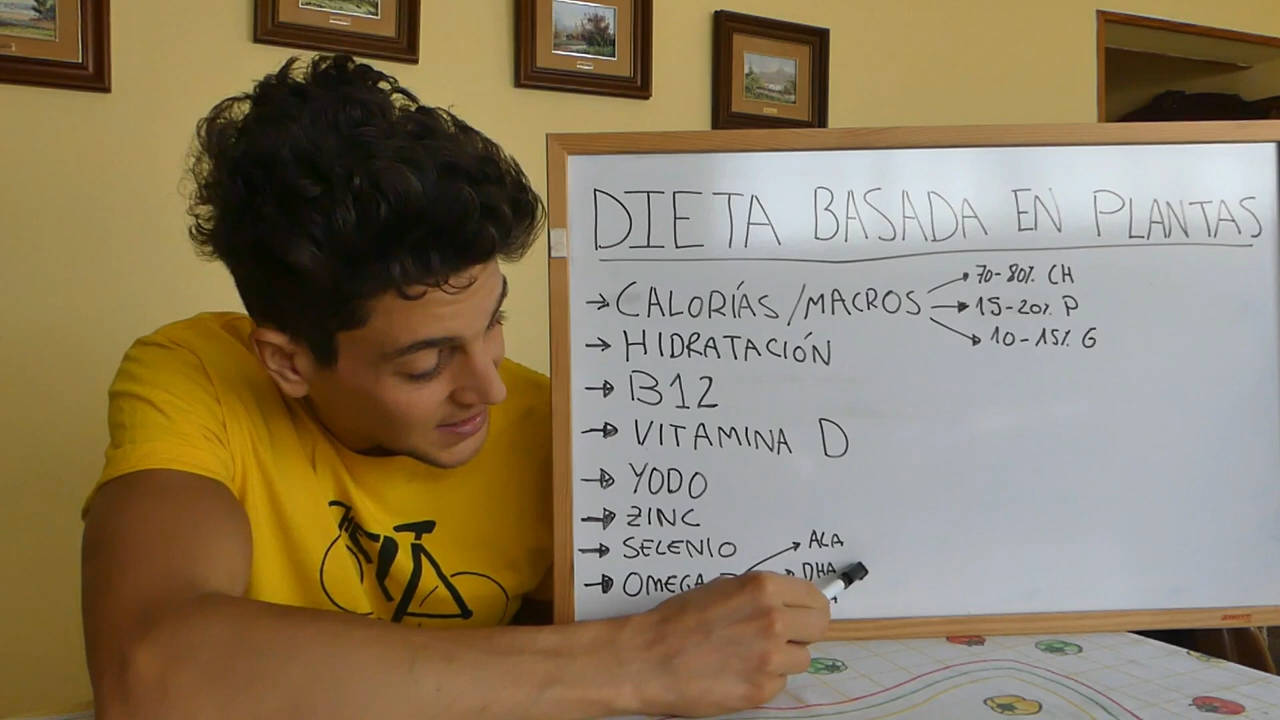 DIETA BASADA EN PLANTAS
→ CALORÍAS/MACROS
→ 70-80% CH
→ 15-20% P
→ 10-15% G
→ HIDRATACIÓN
→ B12
→ VITAMINA D
→ YODO
→ ZINC
→ SELENIO
→ OMEGA
→ ALA
→ DHA